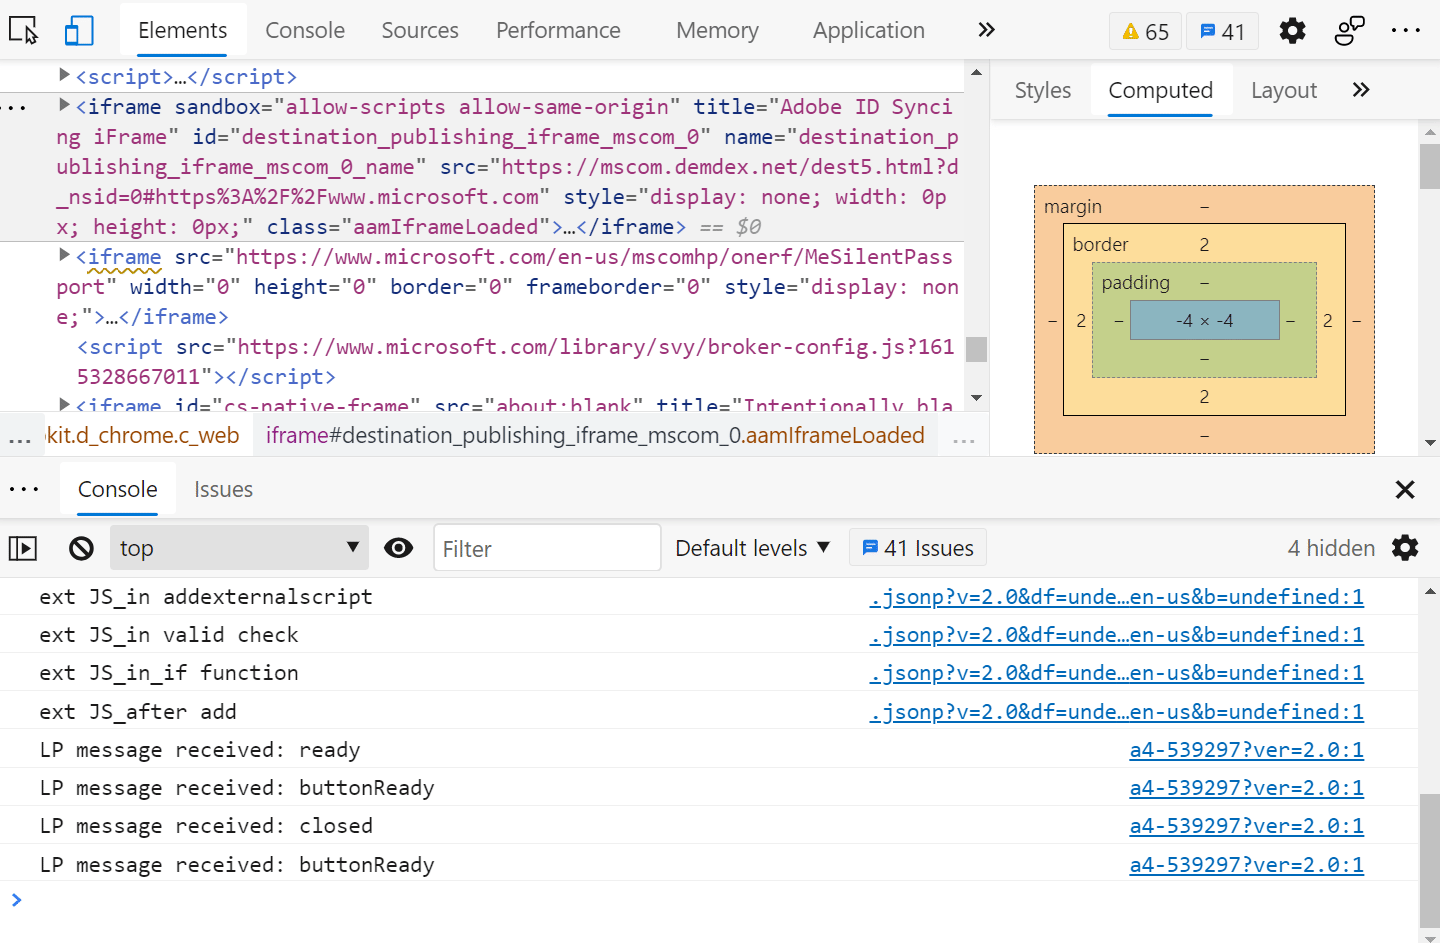 Elements Console Sources Performance Memory Application 65 41
<script>…</script>
… <iframe sandbox="allow-scripts allow-same-origin" title="Adobe ID Synci
ng iFrame" id="destination_publishing_iframe_mscom_0" name="destination_p
ublishing_iframe_mscom_0_name" src="https://mscom.demdex.net/dest5.html?d
_nsid=0#https%3A%2F%2Fwww.microsoft.com" style="display: none; width: 0p
x; height: 0px;" class="aamIframeLoaded">…</iframe> == $0
<iframe src="https://www.microsoft.com/en-us/mscomhp/onerf/MeSilentPass
port" width="0" height="0" border="0" frameborder="0" style="display: non
e;">…</iframe>
<script src="https://www.microsoft.com/library/svy/broker-config.js?161
5328667011"></script>
<iframe id="cs-native-frame" src="about:blank" title="Intentionally bla
... kit.d_chrome.c_web iframe#destination_publishing_iframe_mscom_0.aamIframeLoaded ...
Styles Computed Layout
margin –
border 2
padding –
– 2 – -4 × -4 – 2 –
–
2
–
Console Issues
top Filter Default levels 41 Issues 4 hidden
ext JS_in addexternalscript .jsonp?v=2.0&df=unde…en-us&b=undefined:1
ext JS_in valid check .jsonp?v=2.0&df=unde…en-us&b=undefined:1
ext JS_in_if function .jsonp?v=2.0&df=unde…en-us&b=undefined:1
ext JS_after add .jsonp?v=2.0&df=unde…en-us&b=undefined:1
LP message received: ready a4-539297?ver=2.0:1
LP message received: buttonReady a4-539297?ver=2.0:1
LP message received: closed a4-539297?ver=2.0:1
LP message received: buttonReady a4-539297?ver=2.0:1